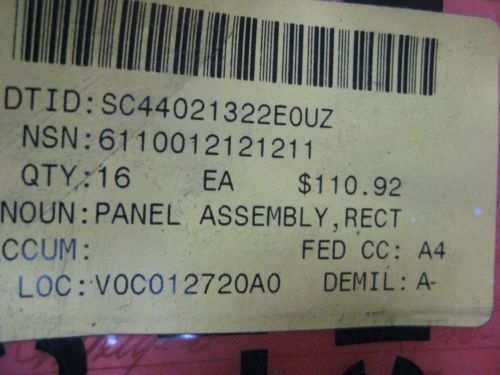 DTID:SC44021322E0UZ
NSN:6110012121211
QTY:16 EA $110.92
NOUN:PANEL ASSEMBLY,RECT
CCUM: FED CC: A4
LOC:V0C012720A0 DEMIL:A-